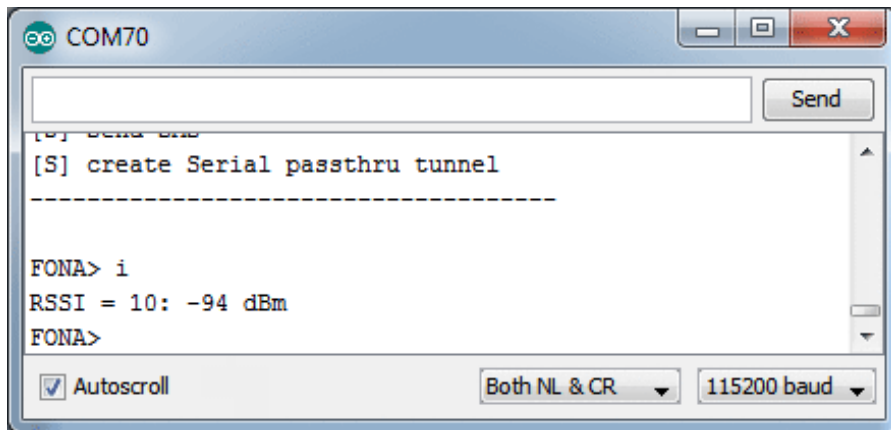 COM70
Send
[S] create Serial passthru tunnel
-------------------------------------
FONA> i
RSSI = 10: -94 dBm
FONA>
Autoscroll
Both NL & CR
115200 baud